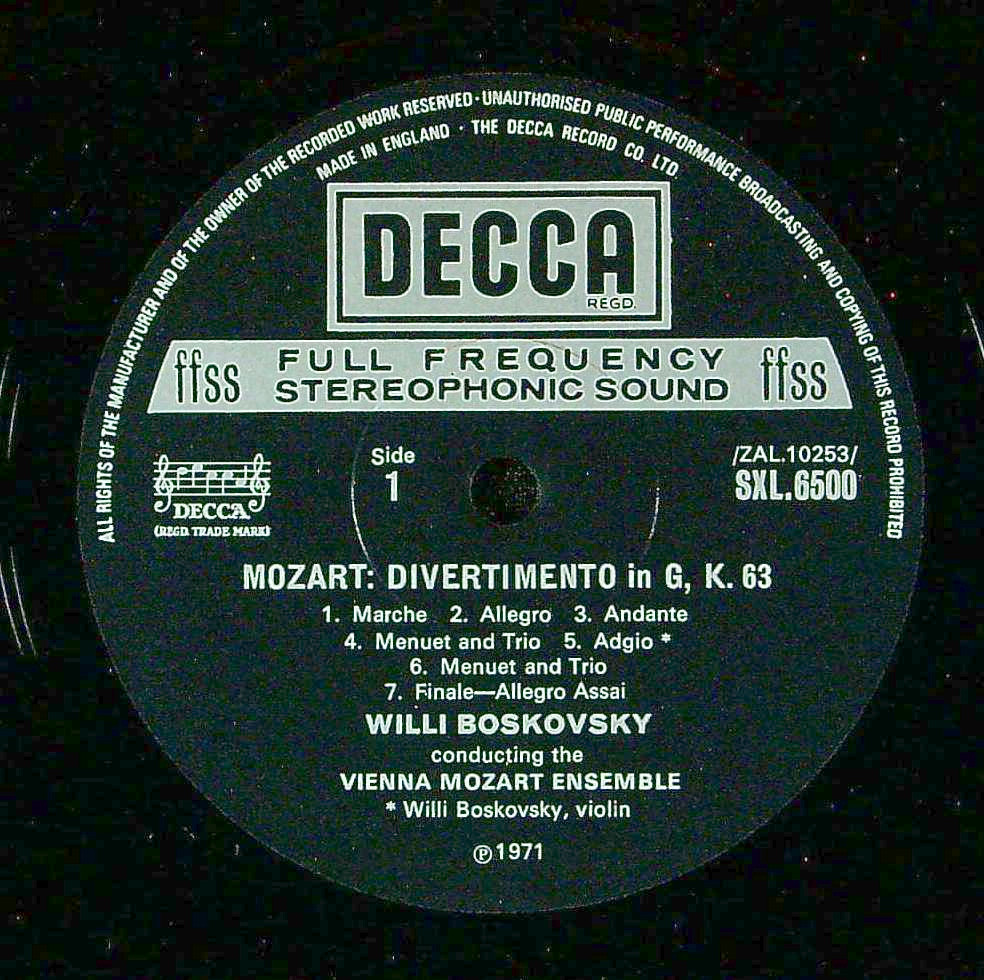 ALL RIGHTS OF THE MANUFACTURER AND OF THE OWNER OF THE RECORDED WORK RESERVED · UNAUTHORISED PUBLIC PERFORMANCE BROADCASTING AND COPYING OF THIS RECORD PROHIBITED
MADE IN ENGLAND · THE DECCA RECORD CO. LTD
DECCA
REGD.
ffss FULL FREQUENCY STEREOPHONIC SOUND ffss
DECCA
(REGD. TRADE MARK)
Side
1
/ZAL.10253/
SXL.6500
MOZART: DIVERTIMENTO in G, K. 63
1. Marche 2. Allegro 3. Andante
4. Menuet and Trio 5. Adgio *
6. Menuet and Trio
7. Finale—Allegro Assai
WILLI BOSKOVSKY
conducting the
VIENNA MOZART ENSEMBLE
* Willi Boskovsky, violin
℗1971